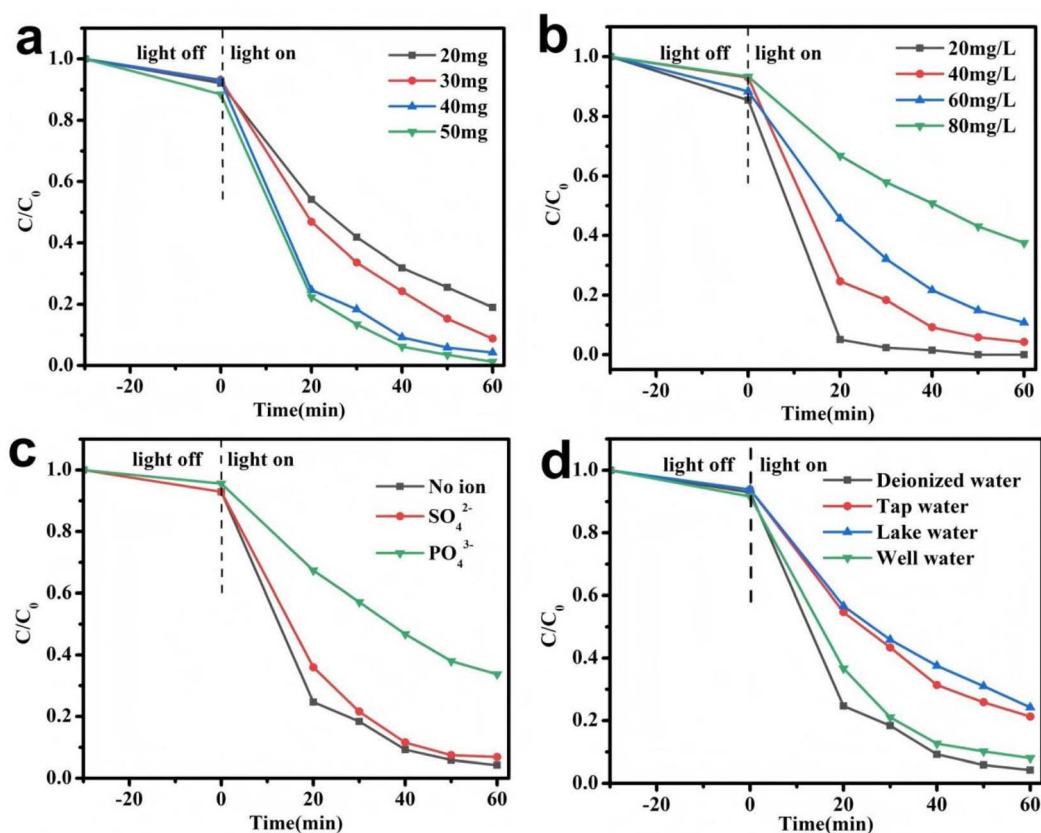 a
light off
light on
20mg
30mg
40mg
50mg
1.0
0.8
0.6
0.4
0.2
0.0
C/C₀
-20
0
20
40
60
Time(min)
b
light off
light on
20mg/L
40mg/L
60mg/L
80mg/L
1.0
0.8
0.6
0.4
0.2
0.0
C/C₀
-20
0
20
40
60
Time(min)
c
light off
light on
No ion
SO₄²⁻
PO₄³⁻
1.0
0.8
0.6
0.4
0.2
0.0
C/C₀
-20
0
20
40
60
Time(min)
d
light off
light on
Deionized water
Tap water
Lake water
Well water
1.0
0.8
0.6
0.4
0.2
0.0
C/C₀
-20
0
20
40
60
Time(min)